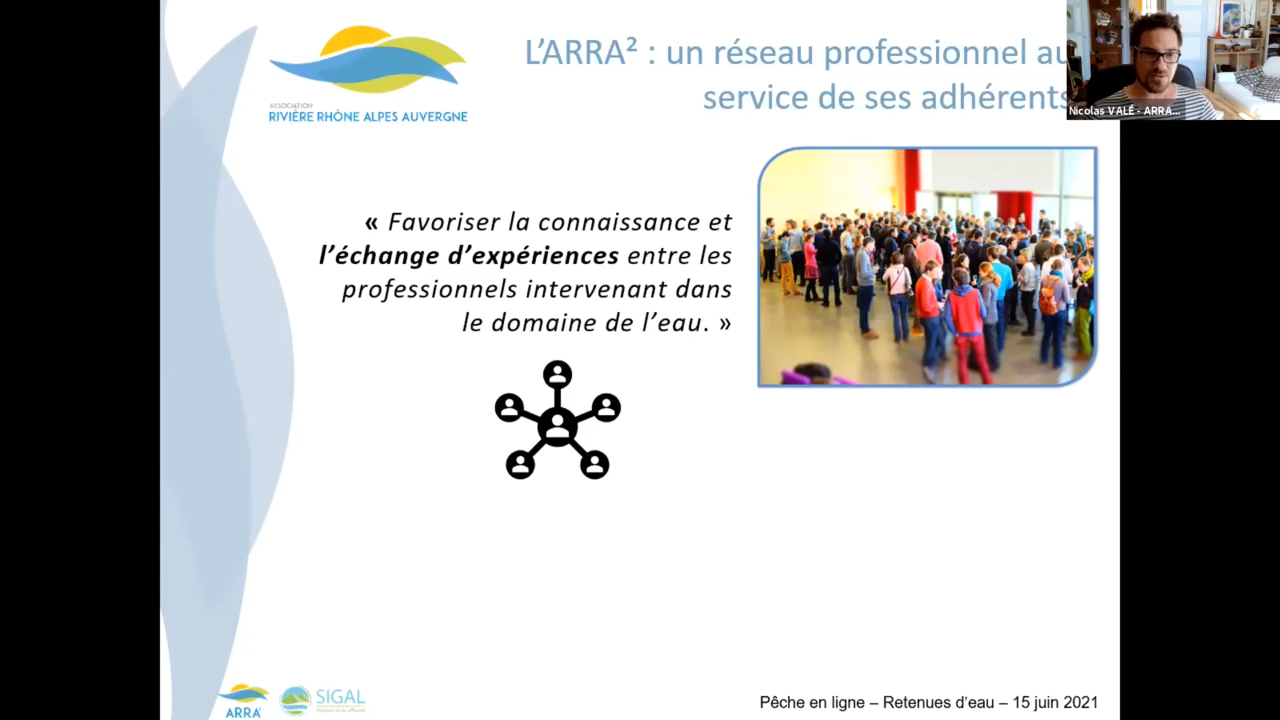 L’ARRA² : un réseau professionnel au
service de ses adhérents
Nicolas VALÉ - ARRA...
ASSOCIATION
RIVIÈRE RHÔNE ALPES AUVERGNE
« Favoriser la connaissance et
l’échange d’expériences entre les
professionnels intervenant dans
le domaine de l’eau. »
ARRA²
SIGAL
Pêche en ligne – Retenues d’eau – 15 juin 2021